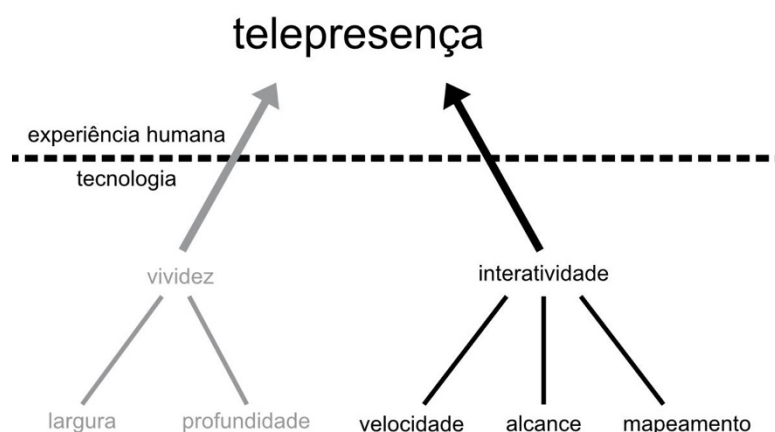 telepresença
experiência humana
tecnologia
vividez
interatividade
largura
profundidade
velocidade
alcance
mapeamento